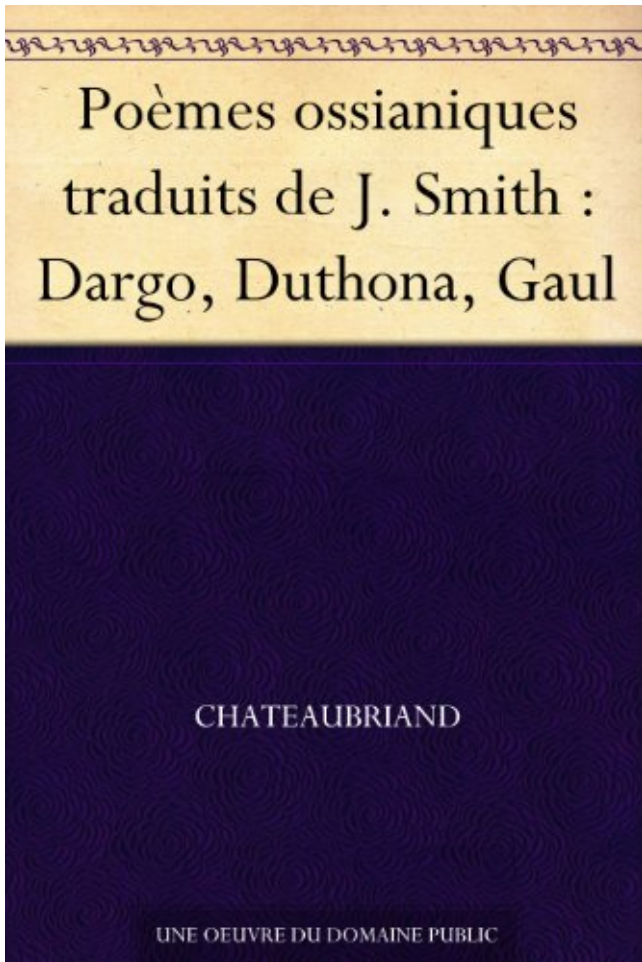 Poèmes ossianiques
traduits de J. Smith :
Dargo, Duthona, Gaul
CHATEAUBRIAND
UNE OEUVRE DU DOMAINE PUBLIC